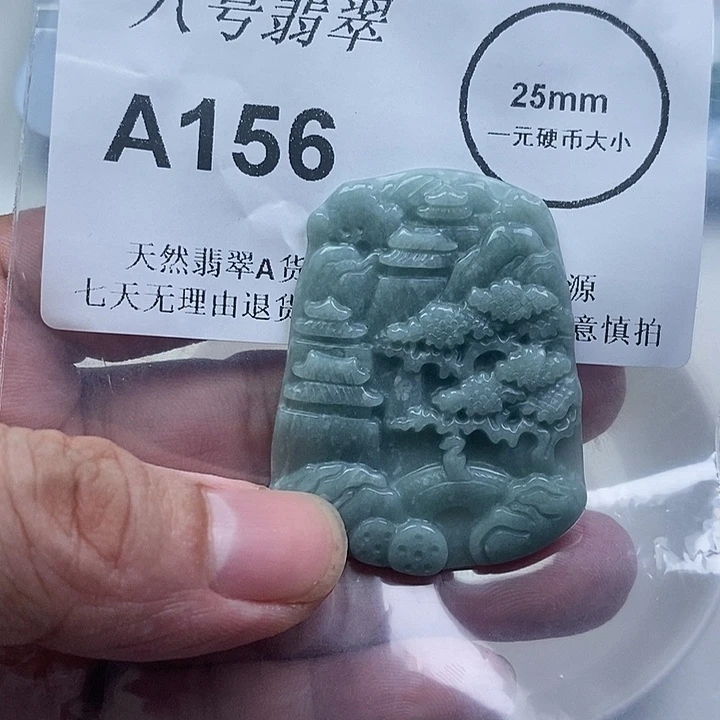 八号翡翠
A156
25mm
一元硬币大小
天然翡翠A货
源
七天无理由退货
意慎拍